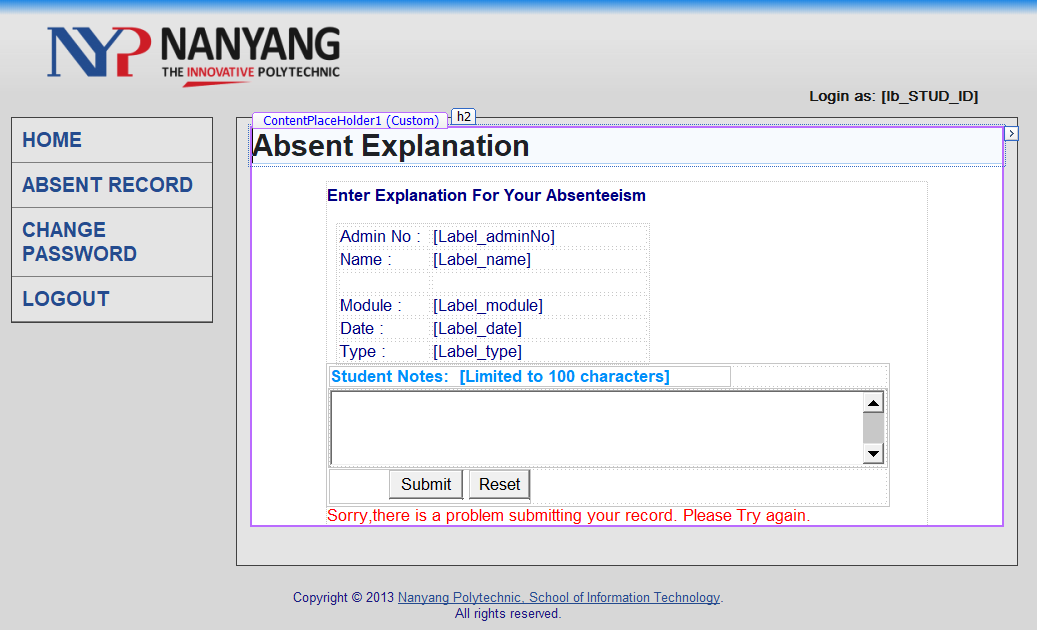 NYP NANYANG
THE INNOVATIVE POLYTECHNIC
Login as: [lb_STUD_ID]
HOME
ABSENT RECORD
CHANGE
PASSWORD
LOGOUT
ContentPlaceHolder1 (Custom) h2
Absent Explanation
Enter Explanation For Your Absenteeism
Admin No : [Label_adminNo]
Name : [Label_name]
Module : [Label_module]
Date : [Label_date]
Type : [Label_type]
Student Notes: [Limited to 100 characters]
Submit Reset
Sorry,there is a problem submitting your record. Please Try again.
Copyright © 2013 Nanyang Polytechnic, School of Information Technology.
All rights reserved.